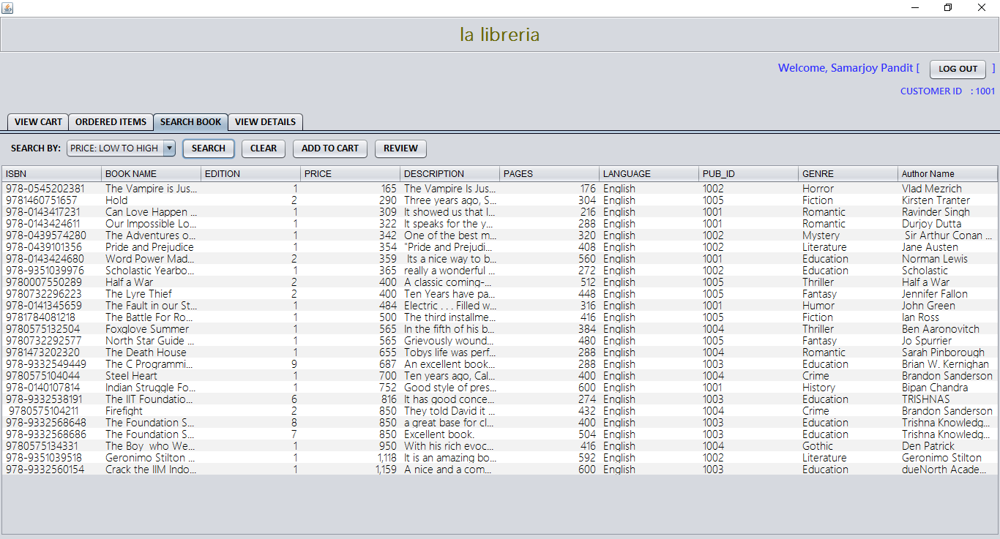 la libreria
Welcome, Samarjoy Pandit [ LOG OUT ]
CUSTOMER ID : 1001
VIEW CART ORDERED ITEMS SEARCH BOOK VIEW DETAILS
SEARCH BY: PRICE: LOW TO HIGH SEARCH CLEAR ADD TO CART REVIEW
ISBN BOOK NAME EDITION PRICE DESCRIPTION PAGES LANGUAGE PUB_ID GENRE Author Name
978-0545202381 The Vampire is Jus... 1 165 The Vampire Is Jus... 176 English 1002 Horror Vlad Mezrich
9781460751657 Hold 2 290 Three years ago, S... 304 English 1005 Fiction Kirsten Tranter
978-0143417231 Can Love Happen ... 1 309 It showed us that l... 216 English 1001 Romantic Ravinder Singh
978-0143424611 Our Impossible Lo... 1 322 It speaks for the y... 288 English 1001 Romantic Durjoy Dutta
978-0439574280 The Adventures o... 1 342 One of the best m... 320 English 1002 Mystery Sir Arthur Conan ...
978-0439101356 Pride and Prejudice 1 354 "Pride and Prejudi... 408 English 1002 Literature Jane Austen
978-0143424680 Word Power Mad... 2 359 Its a nice way to b... 560 English 1001 Education Norman Lewis
978-9351039976 Scholastic Yearbo... 1 365 really a wonderful ... 272 English 1002 Education Scholastic
9780007550289 Half a War 2 400 A classic coming-... 512 English 1005 Thriller Half a War
9780732296223 The Lyre Thief 2 400 Ten Years have pa... 448 English 1005 Fantasy Jennifer Fallon
978-0141345659 The Fault in our St... 1 484 Electric . . . Filled w... 316 English 1001 Humor John Green
9781784081218 The Battle For Ro... 1 500 The third installme... 416 English 1005 Fiction Ian Ross
9780575132504 Foxglove Summer 1 565 In the fifth of his b... 384 English 1004 Thriller Ben Aaronovitch
9780732292577 North Star Guide ... 1 565 Grievously wound... 480 English 1005 Fantasy Jo Spurrier
9781473202320 The Death House 1 655 Tobys life was perf... 288 English 1004 Romantic Sarah Pinborough
978-9332549449 The C Programmi... 9 687 An excellent book... 288 English 1003 Education Brian W. Kernighan
9780575104044 Steel Heart 1 700 Ten years ago, Cal... 400 English 1004 Crime Brandon Sanderson
978-0140107814 Indian Struggle Fo... 1 752 Good style of pres... 600 English 1001 History Bipan Chandra
978-9332538191 The IIT Foundatio... 6 816 It has good conce... 274 English 1003 Education TRISHNAS
9780575104211 Firefight 2 850 They told David it ... 432 English 1004 Crime Brandon Sanderson
978-9332568648 The Foundation S... 8 850 a great base for cl... 400 English 1003 Education Trishna Knowledg...
978-9332568686 The Foundation S... 7 850 Excellent book. 504 English 1003 Education Trishna Knowledg...
9780575134331 The Boy who We... 1 950 With his rich evoc... 416 English 1004 Gothic Den Patrick
978-9351039518 Geronimo Stilton ... 1 1,118 It is an amazing bo... 592 English 1002 Literature Geronimo Stilton
978-9332560154 Crack the IIM Indo... 1 1,159 A nice and a com... 600 English 1003 Education dueNorth Acade...